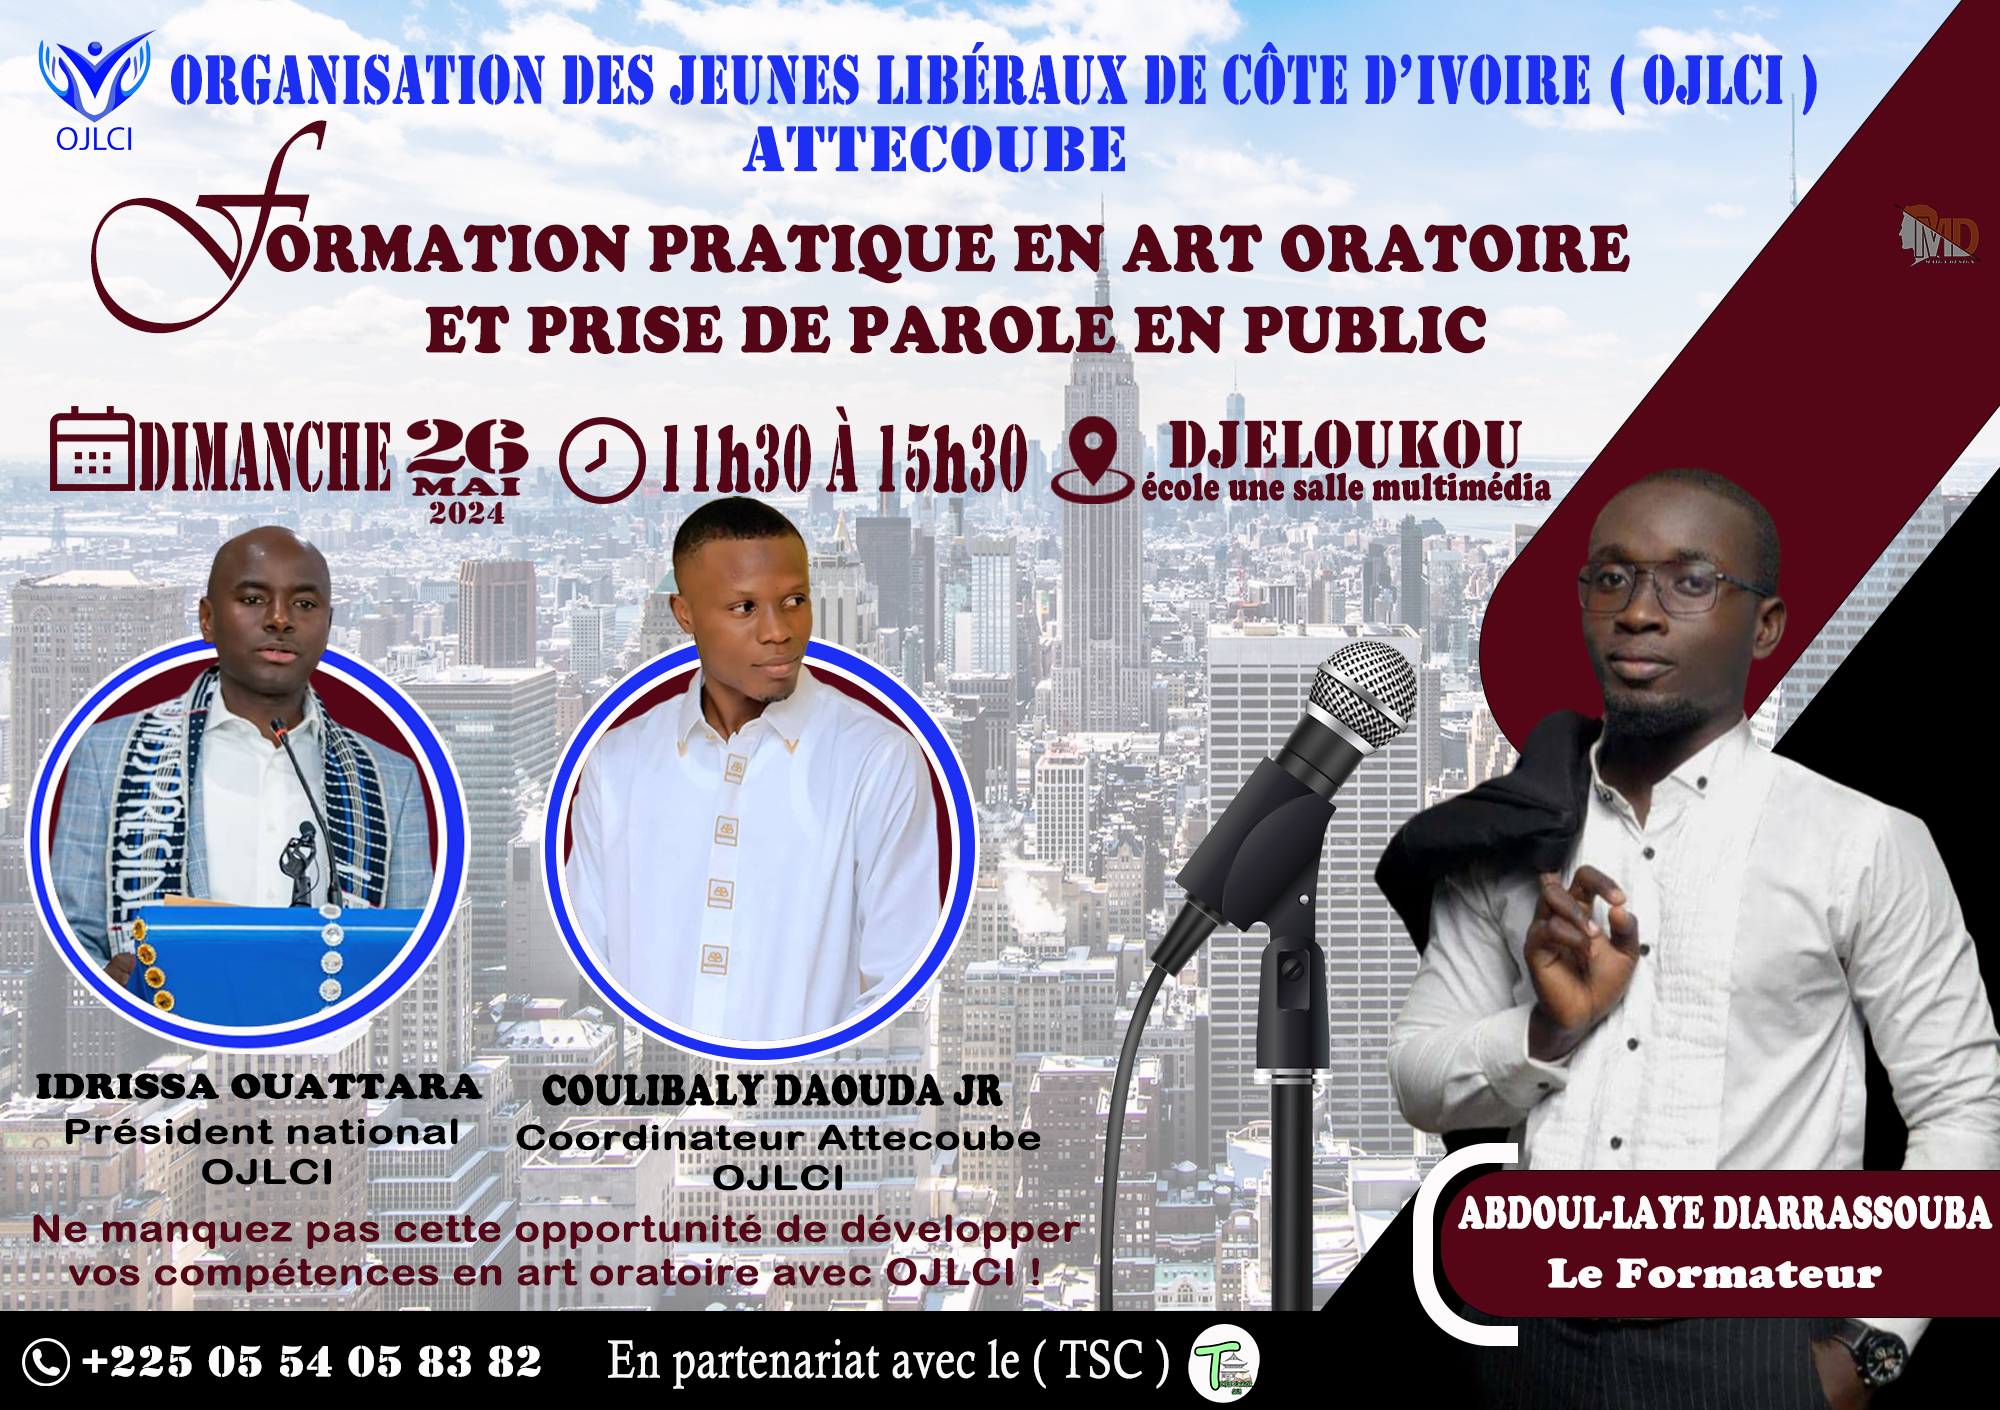 ORGANISATION DES JEUNES LIBÉRAUX DE CÔTE D'IVOIRE ( OJLCI )
OJLCI
ATTECOUBE
FORMATION PRATIQUE EN ART ORATOIRE
ET PRISE DE PAROLE EN PUBLIC
MD
DIMANCHE 26 MAI 2024
11h30 À 15h30
DJELOUKOU
école une salle multimédia
IDRISSA OUATTARA
Président national
OJLCI
COULIBALY DAOUDA JR
Coordinateur Attecoube
OJLCI
Ne manquez pas cette opportunité de développer
vos compétences en art oratoire avec OJLCI !
ABDOUL-LAYE DIARRASSOUBA
Le Formateur
+225 05 54 05 83 82
En partenariat avec le ( TSC )